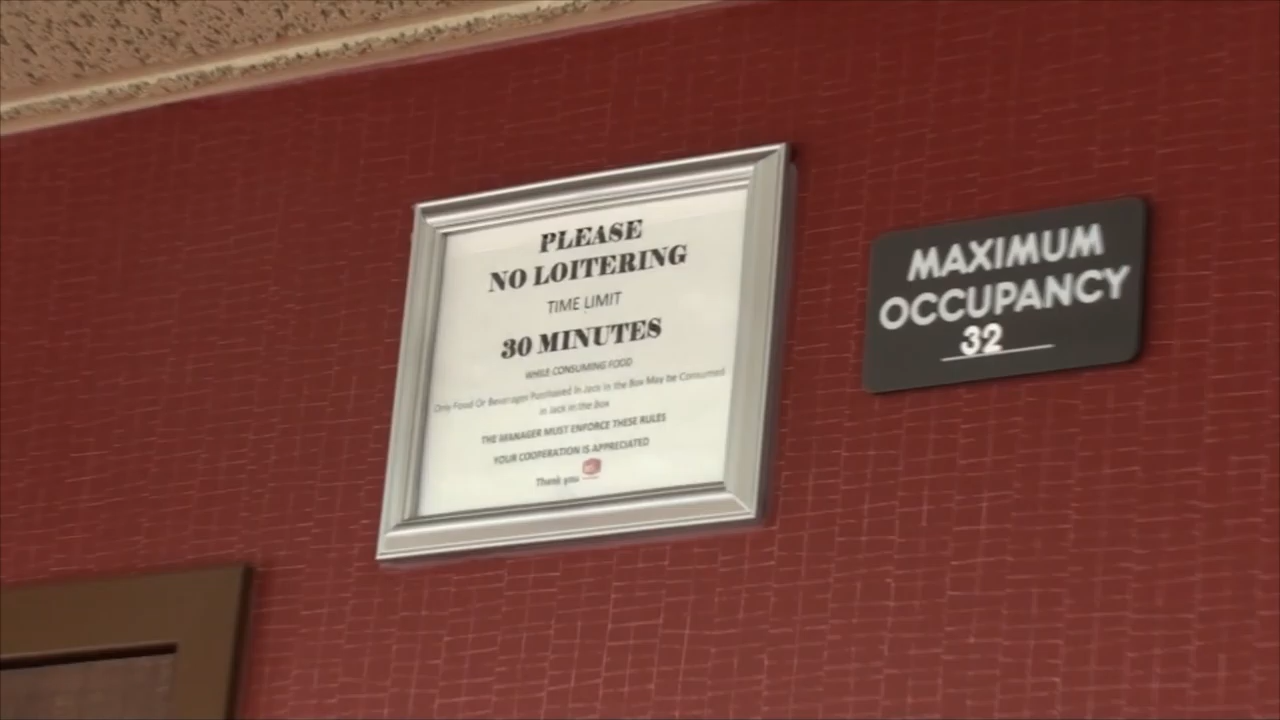 PLEASE
NO LOITERING
TIME LIMIT
30 MINUTES
WHILE CONSUMING FOOD
Only Food Or Beverages Purchased In Jack In the Box May be Consumed
in Jack in the Box
THE MANAGER MUST ENFORCE THESE RULES
YOUR COOPERATION IS APPRECIATED
Thank you
MAXIMUM
OCCUPANCY
32